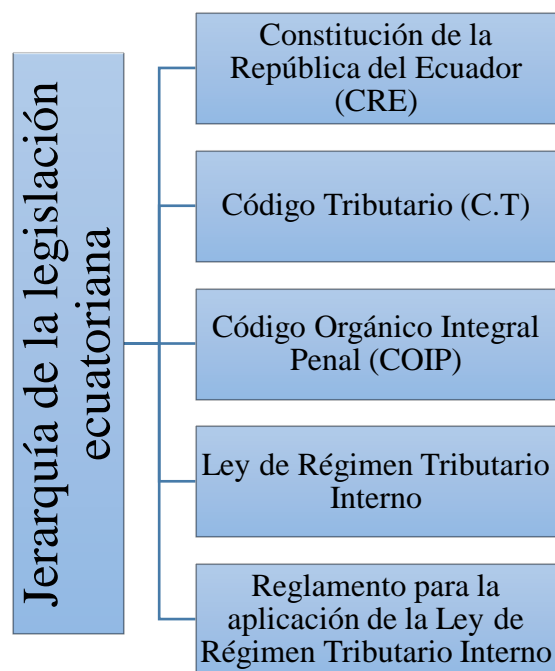 Jerarquía de la legislación
ecuatoriana
Constitución de la
República del Ecuador
(CRE)
Código Tributario (C.T)
Código Orgánico Integral
Penal (COIP)
Ley de Régimen Tributario
Interno
Reglamento para la
aplicación de la Ley de
Régimen Tributario Interno